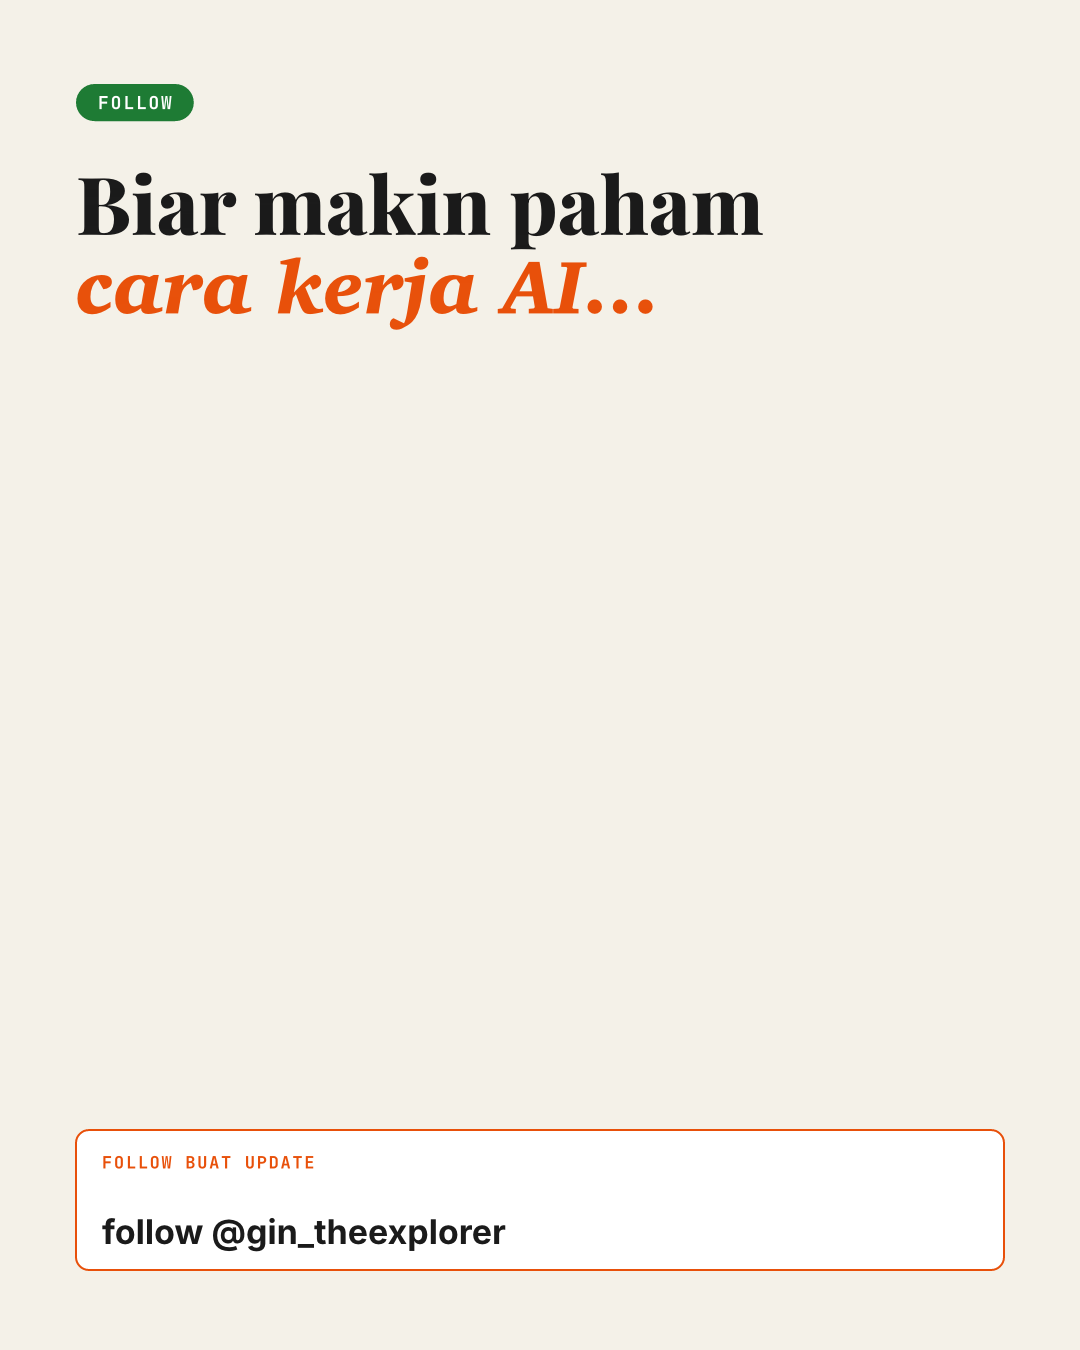 FOLLOW
Biar makin paham
cara kerja AI...
FOLLOW BUAT UPDATE
follow @gin_theexplorer